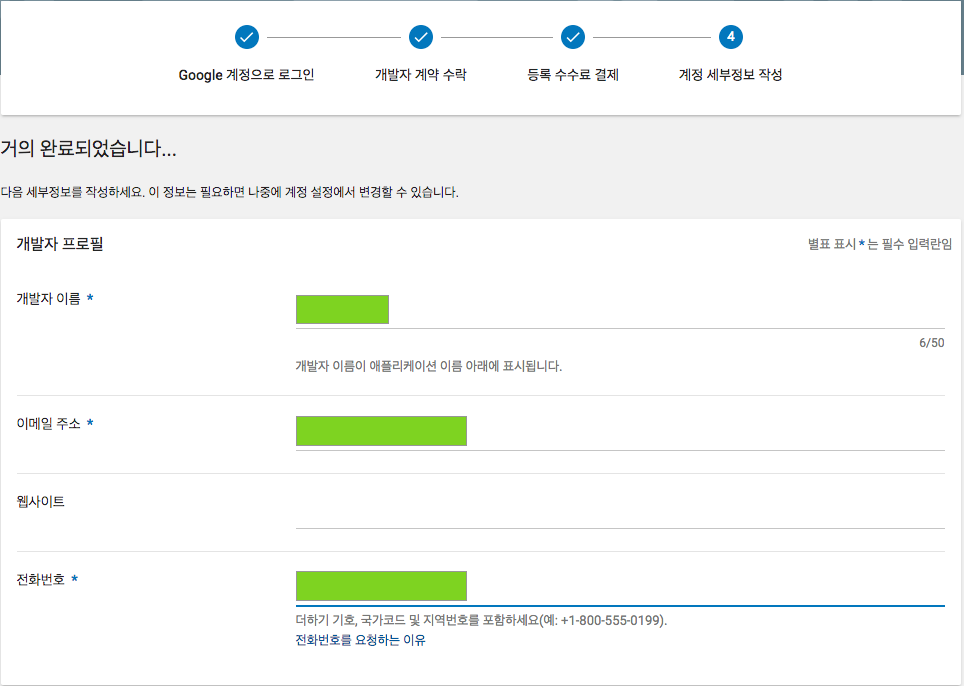 4
Google 계정으로 로그인
개발자 계약 수락
등록 수수료 결제
계정 세부정보 작성
거의 완료되었습니다...
다음 세부정보를 작성하세요. 이 정보는 필요하면 나중에 계정 설정에서 변경할 수 있습니다.
개발자 프로필
별표 표시 * 는 필수 입력란임
개발자 이름 *
6/50
개발자 이름이 애플리케이션 이름 아래에 표시됩니다.
이메일 주소 *
웹사이트
전화번호 *
더하기 기호, 국가코드 및 지역번호를 포함하세요(예: +1-800-555-0199).
전화번호를 요청하는 이유